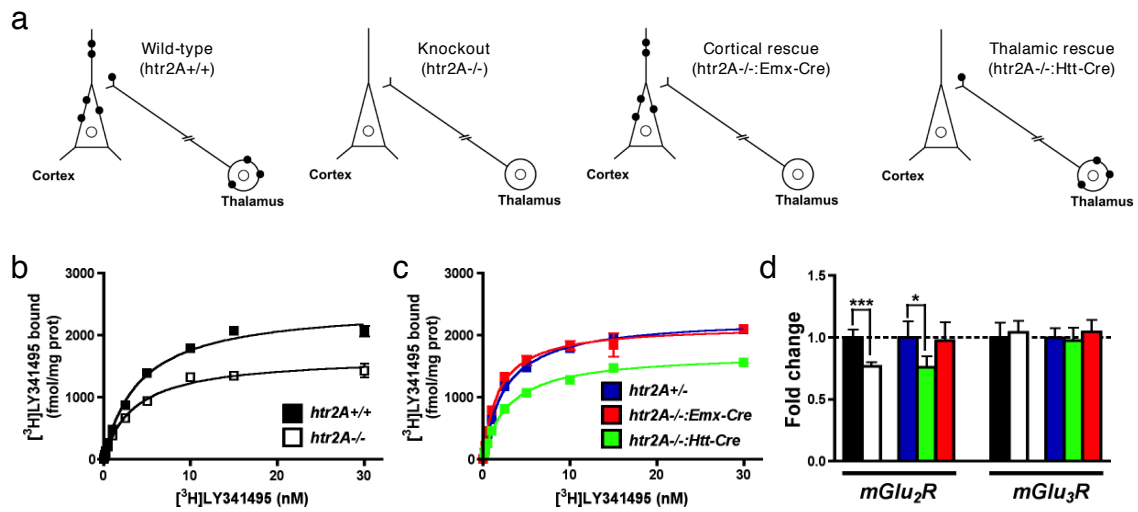 a
Wild-type
(htr2A+/+)
Cortex
Thalamus
Knockout
(htr2A-/-)
Cortex
Thalamus
Cortical rescue
(htr2A-/-:Emx-Cre)
Cortex
Thalamus
Thalamic rescue
(htr2A-/-:Htt-Cre)
Cortex
Thalamus
b
[³H]LY341495 bound
(fmol/mg prot)
3000
2000
1000
0
0
10
20
30
[³H]LY341495 (nM)
htr2A+/+
htr2A-/-
c
[³H]LY341495 bound
(fmol/mg prot)
3000
2000
1000
0
0
10
20
30
[³H]LY341495 (nM)
htr2A+/-
htr2A-/-:Emx-Cre
htr2A-/-:Htt-Cre
d
Fold change
1.5
1.0
0.5
0.0
***
*
mGlu₂R
mGlu₃R